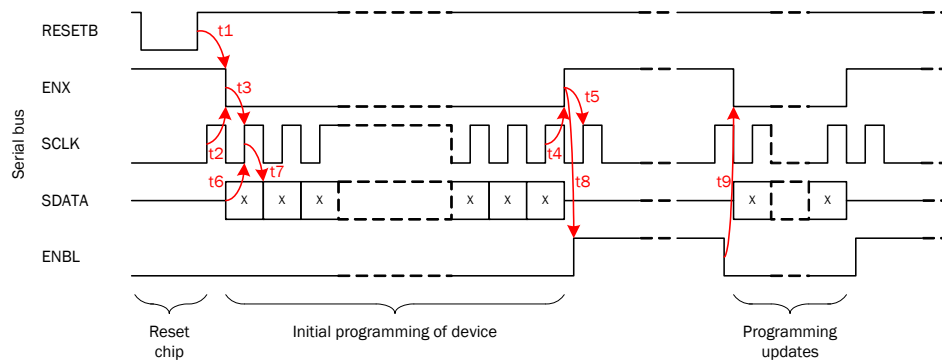 RESETB
t1
ENX
t3
t5
Serial bus
SCLK
t2
t7
t4
t9
t6
t8
SDATA
X X X X X X X X
ENBL
Reset
chip
Initial programming of device
Programming
updates